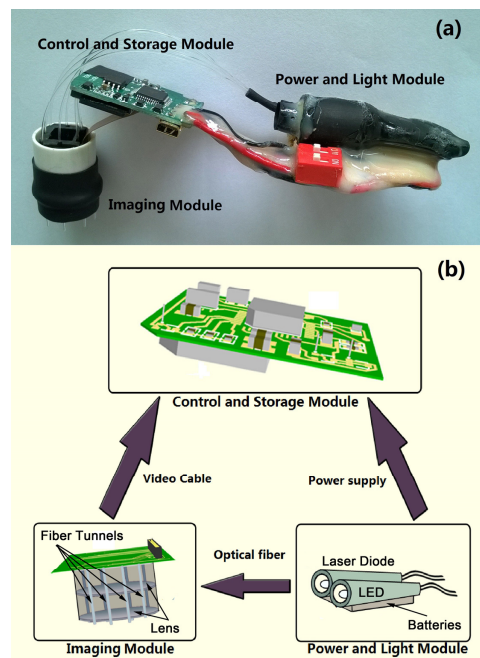 (a)
Control and Storage Module
Power and Light Module
Imaging Module
(b)
Control and Storage Module
Video Cable
Power supply
Fiber Tunnels
Optical fiber
Laser Diode
LED
Lens
Batteries
Imaging Module
Power and Light Module